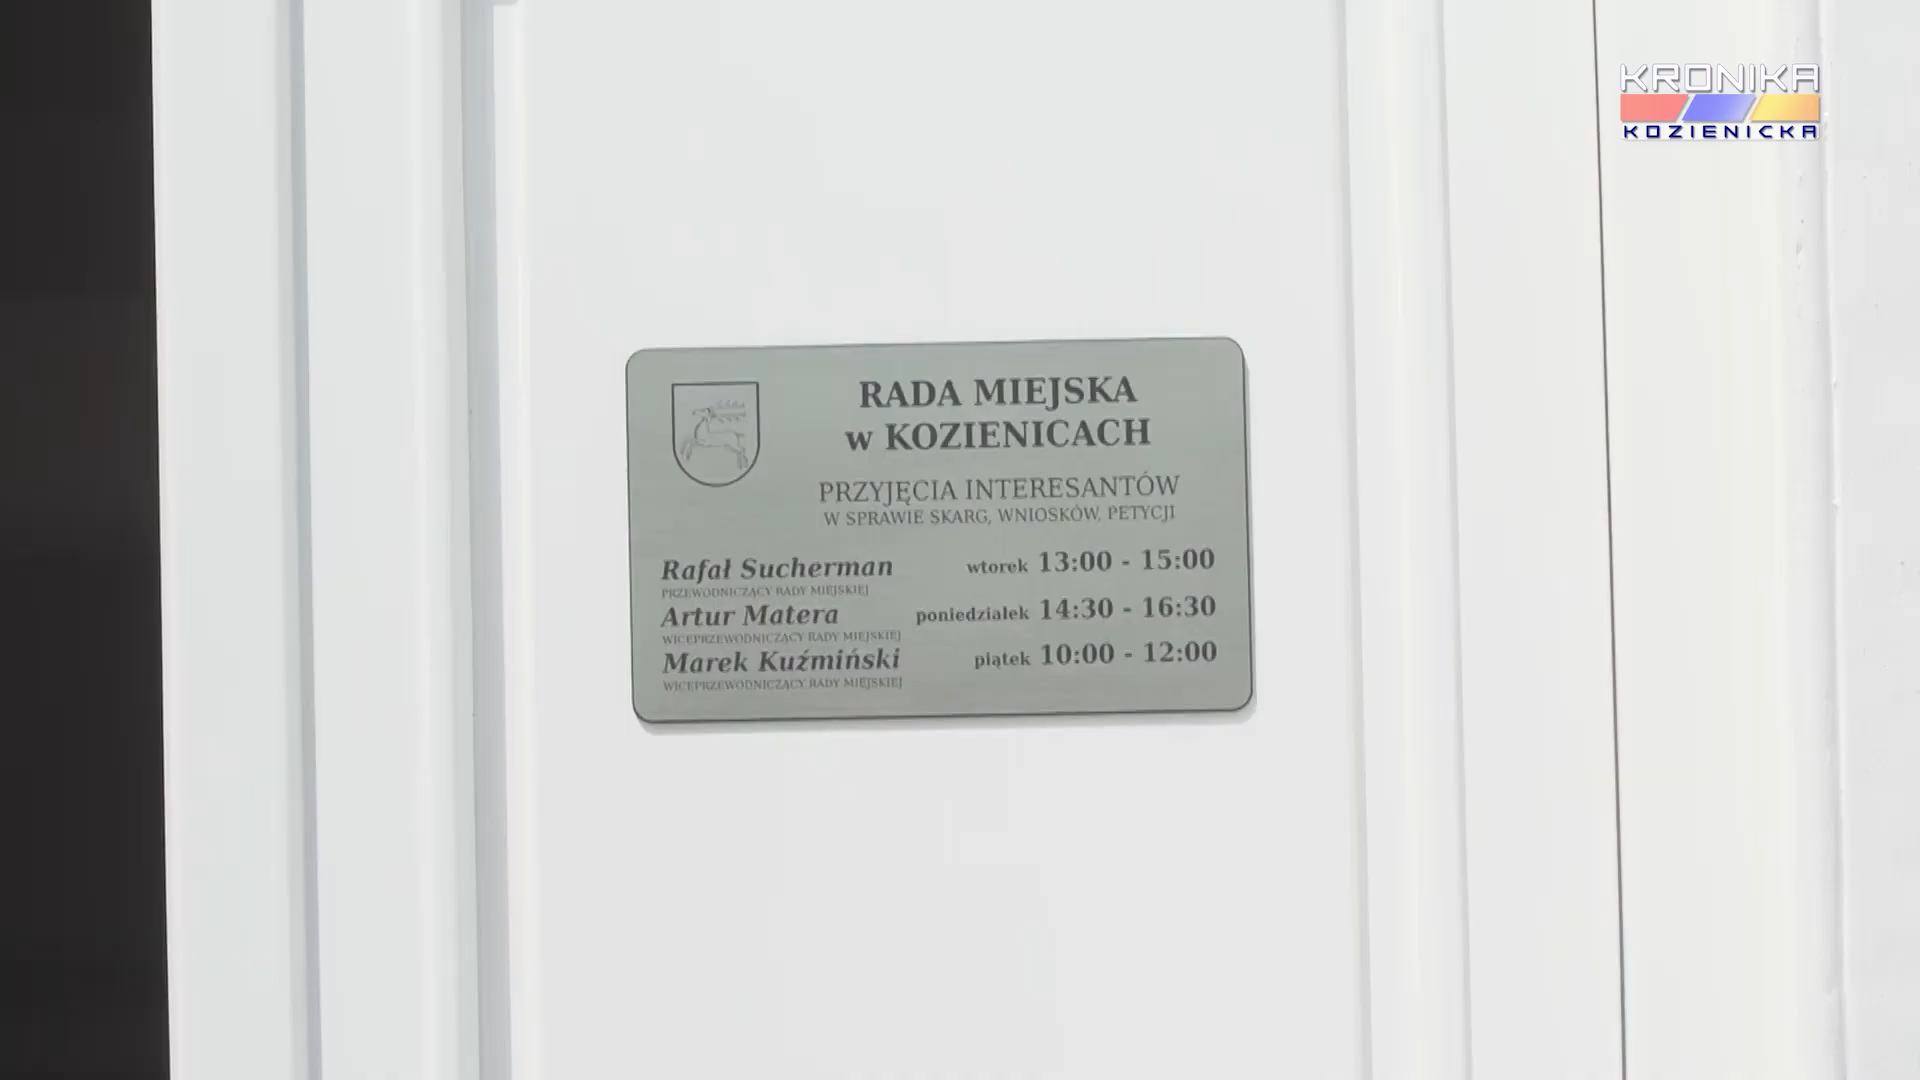 KRONIKA
KOZIENICKA
RADA MIEJSKA
w KOZIENICACH
PRZYJĘCIA INTERESANTÓW
W SPRAWIE SKARG, WNIOSKÓW, PETYCJI
Rafał Sucherman wtorek 13:00 - 15:00
PRZEWODNICZĄCY RADY MIEJSKIEJ
Artur Matera poniedziałek 14:30 - 16:30
WICEPRZEWODNICZĄCY RADY MIEJSKIEJ
Marek Kuźmiński piątek 10:00 - 12:00
WICEPRZEWODNICZĄCY RADY MIEJSKIEJ